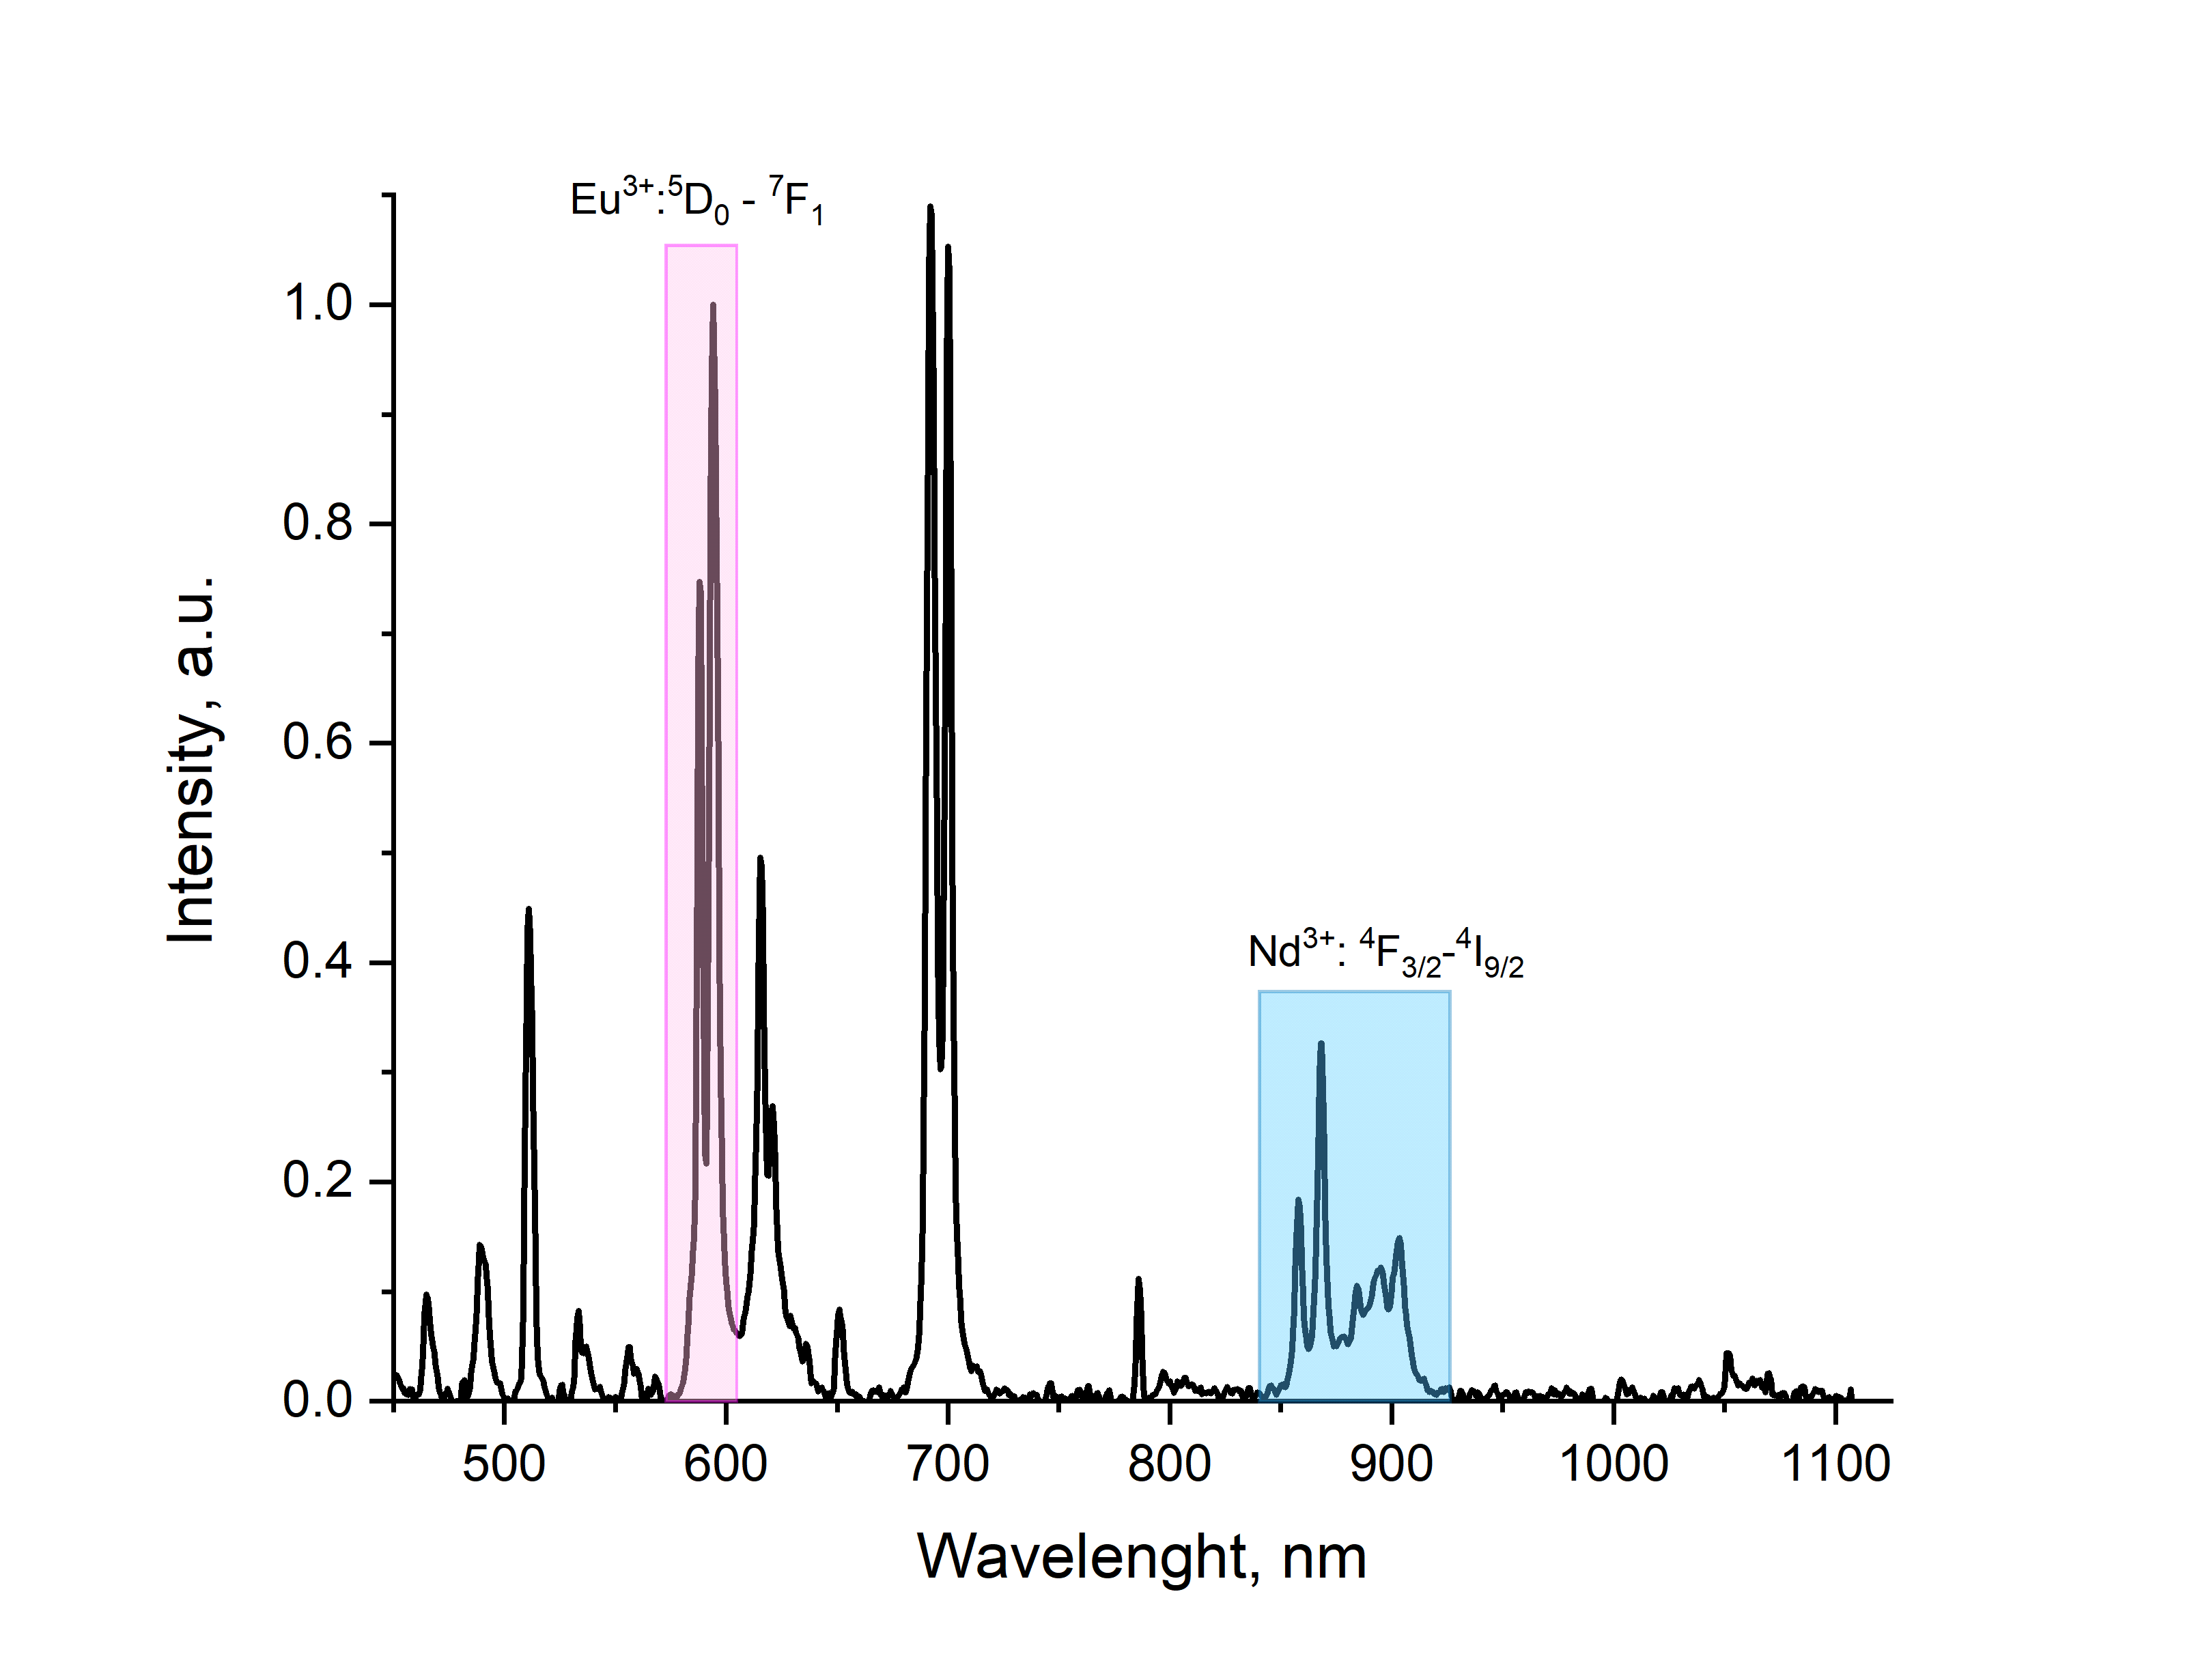 Eu³⁺:⁵D₀ - ⁷F₁
1.0
0.8
0.6
0.4
0.2
0.0
Intensity, a.u.
Nd³⁺: ⁴F₃/₂-⁴I₉/₂
500 600 700 800 900 1000 1100
Wavelenght, nm